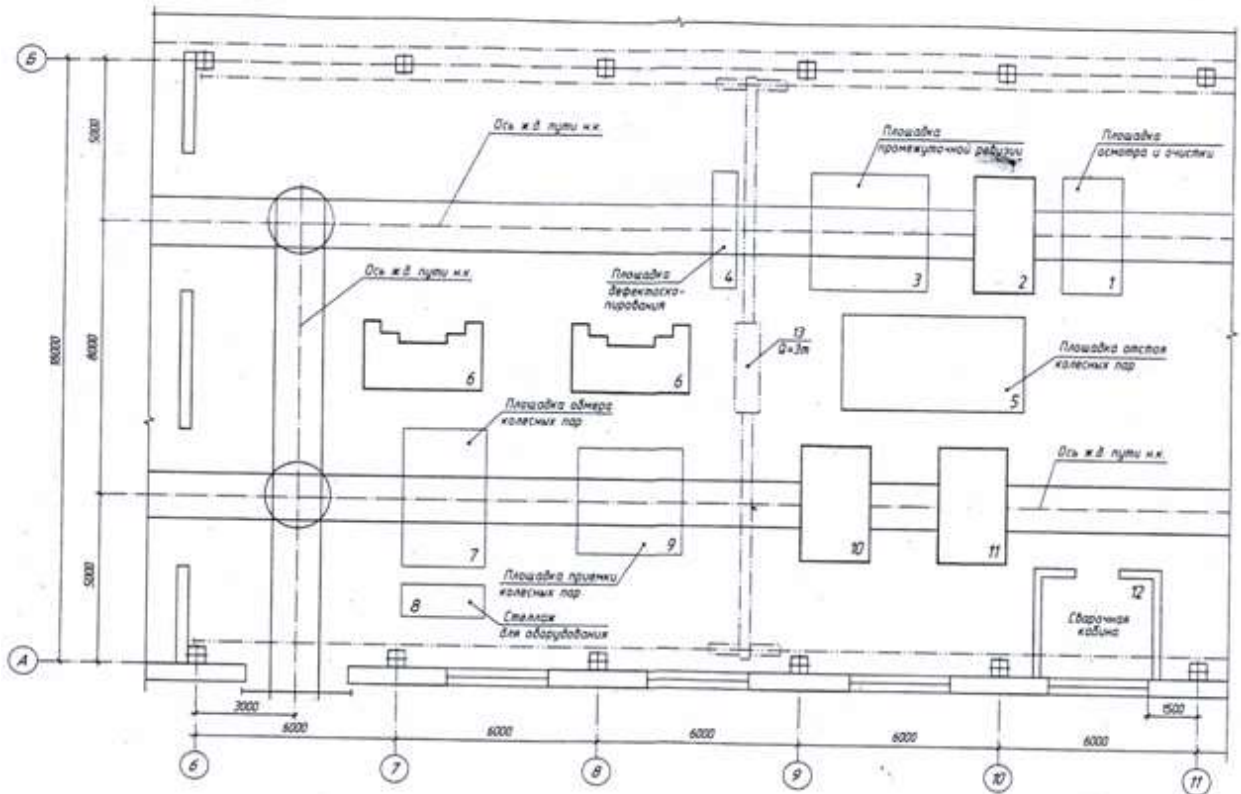 Б
Ось ж.д. пути н.к.
Площадка
промежуточной ревизии
Площадка
осмотра и очистки
5000
Ось ж.д. пути н.к.
Площадка
дефектоско-
пирования
4
3
2
1
13
Q=3т
18000
8000
6
6
Площадка отстоя
колесных пар
5
Площадка обмера
колесных пар
Ось ж.д. пути н.к.
7
9
10
11
5000
Площадка приемки
колесных пар
8
Стеллаж
для оборудования
12
Сварочная
кабина
А
3000
1500
6000
6000
6000
6000
6000
6
7
8
9
10
11